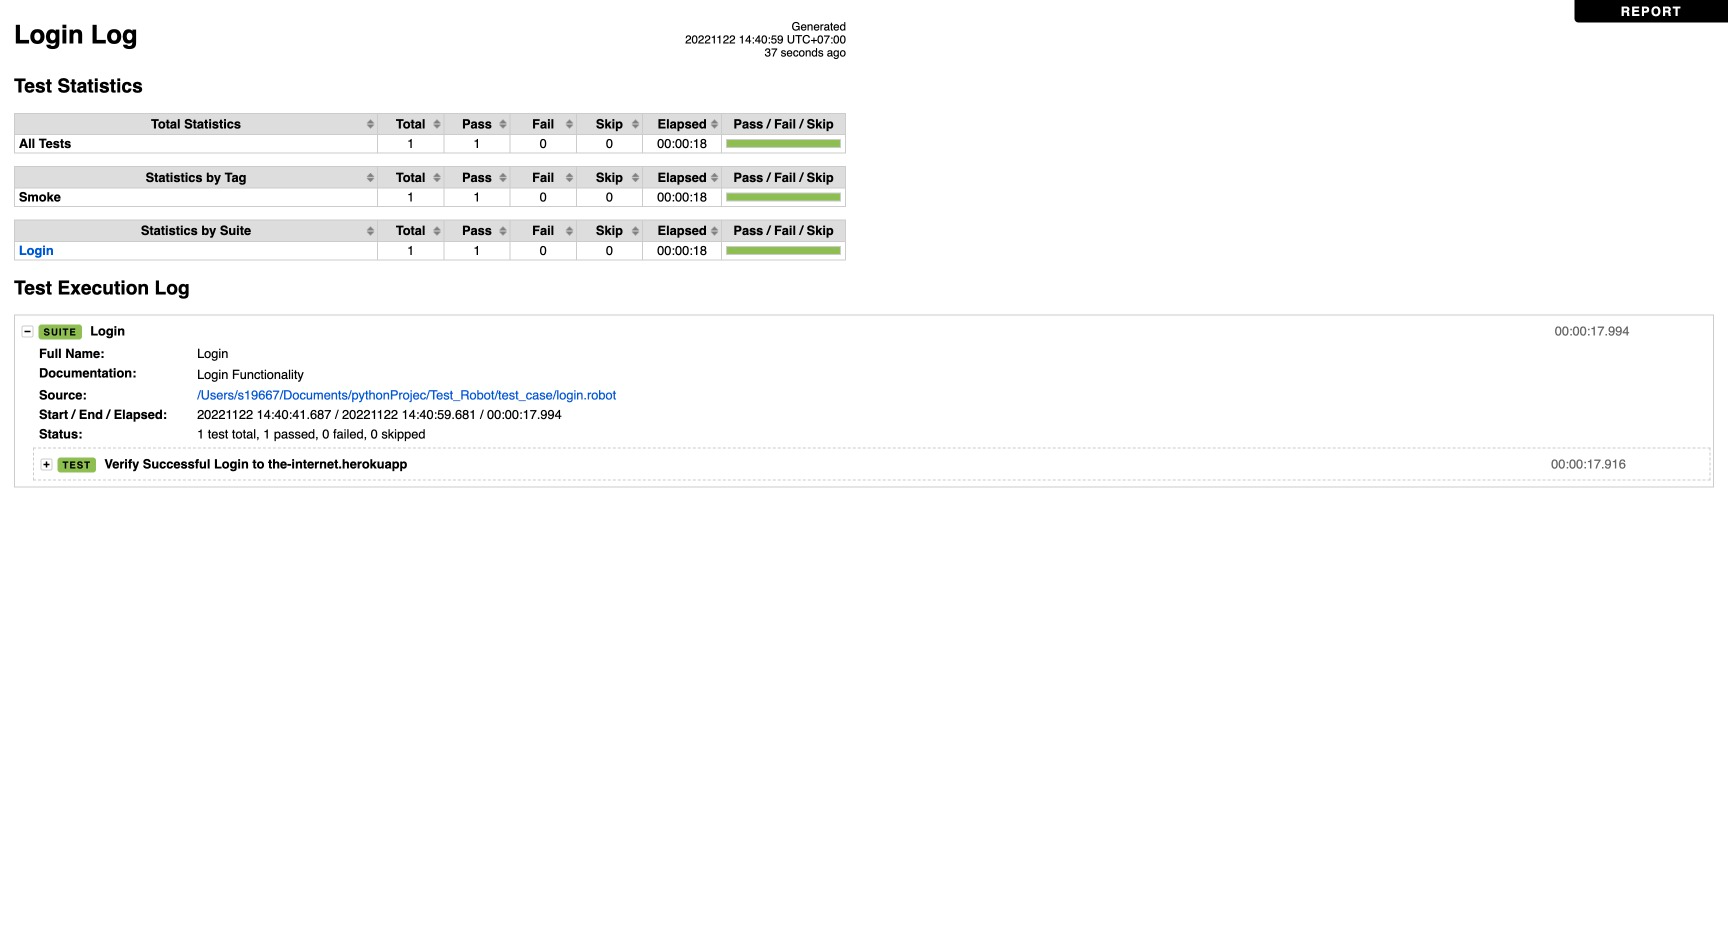 REPORT
Login Log
Generated
20221122 14:40:59 UTC+07:00
37 seconds ago
Test Statistics
Total Statistics Total Pass Fail Skip Elapsed Pass / Fail / Skip
All Tests 1 1 0 0 00:00:18
Statistics by Tag Total Pass Fail Skip Elapsed Pass / Fail / Skip
Smoke 1 1 0 0 00:00:18
Statistics by Suite Total Pass Fail Skip Elapsed Pass / Fail / Skip
Login 1 1 0 0 00:00:18
Test Execution Log
− SUITE Login 00:00:17.994
Full Name: Login
Documentation: Login Functionality
Source: /Users/s19667/Documents/pythonProjec/Test_Robot/test_case/login.robot
Start / End / Elapsed: 20221122 14:40:41.687 / 20221122 14:40:59.681 / 00:00:17.994
Status: 1 test total, 1 passed, 0 failed, 0 skipped
+ TEST Verify Successful Login to the-internet.herokuapp 00:00:17.916